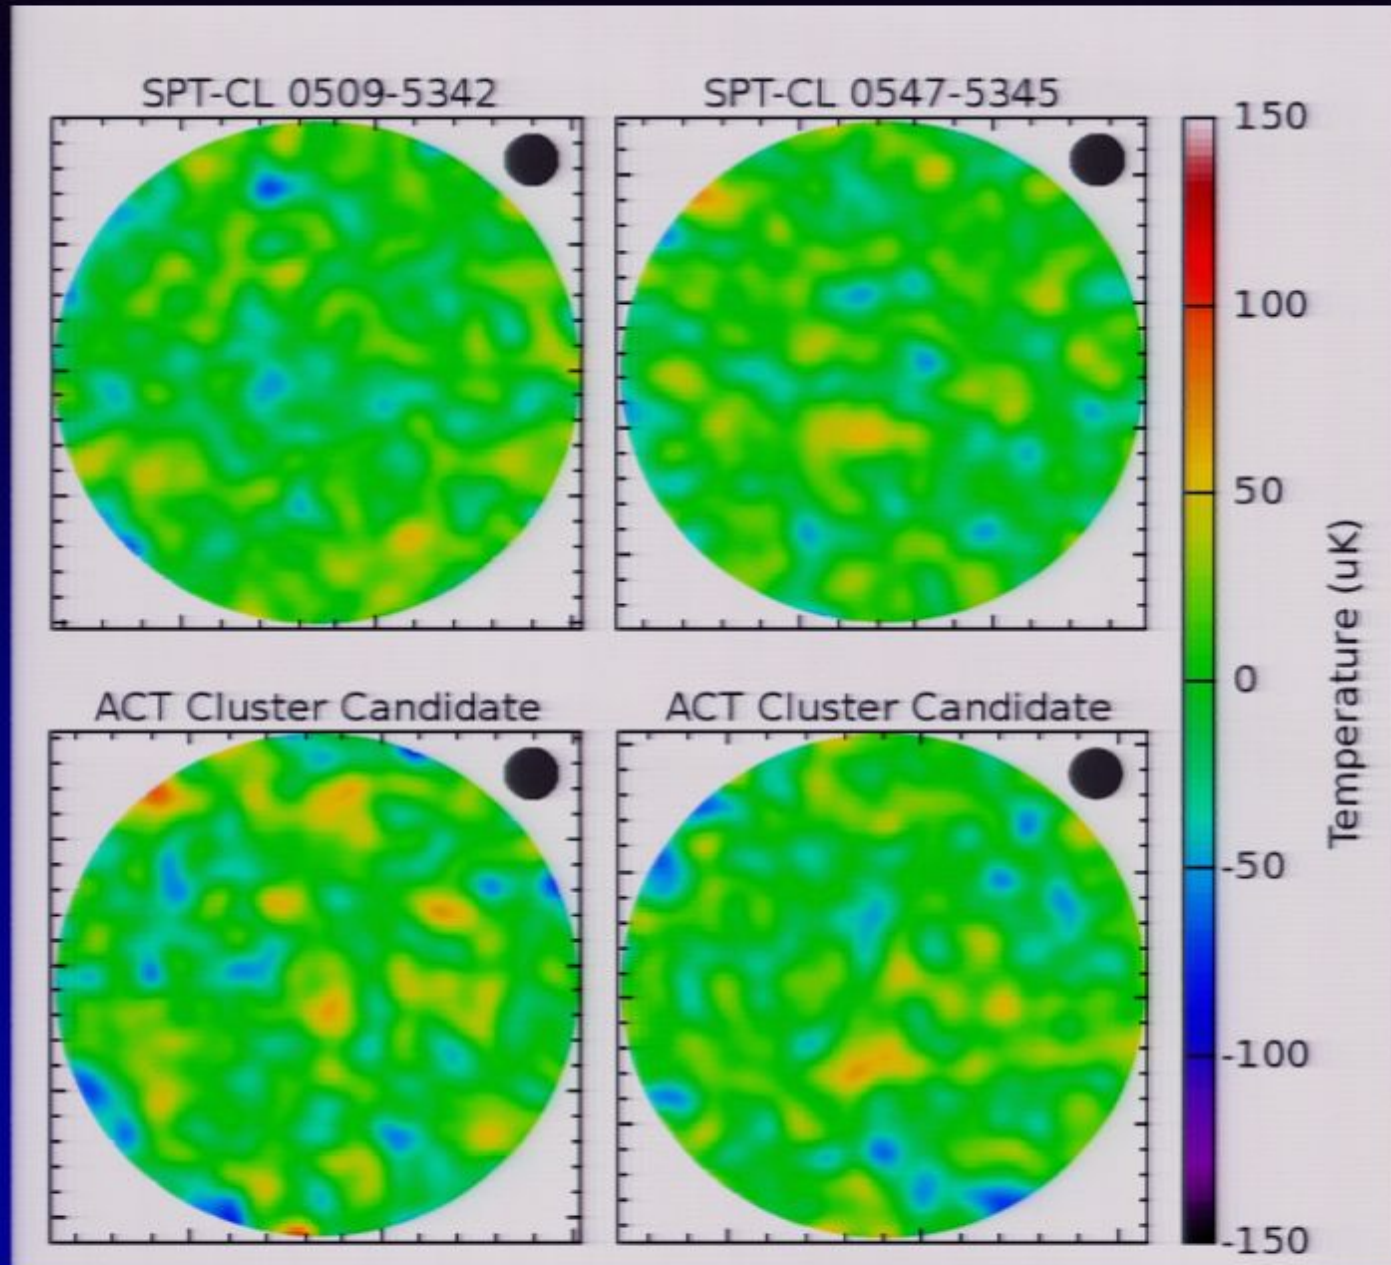 SPT-CL 0509-5342
SPT-CL 0547-5345
ACT Cluster Candidate
ACT Cluster Candidate
150
100
50
0
-50
-100
-150
Temperature (uK)